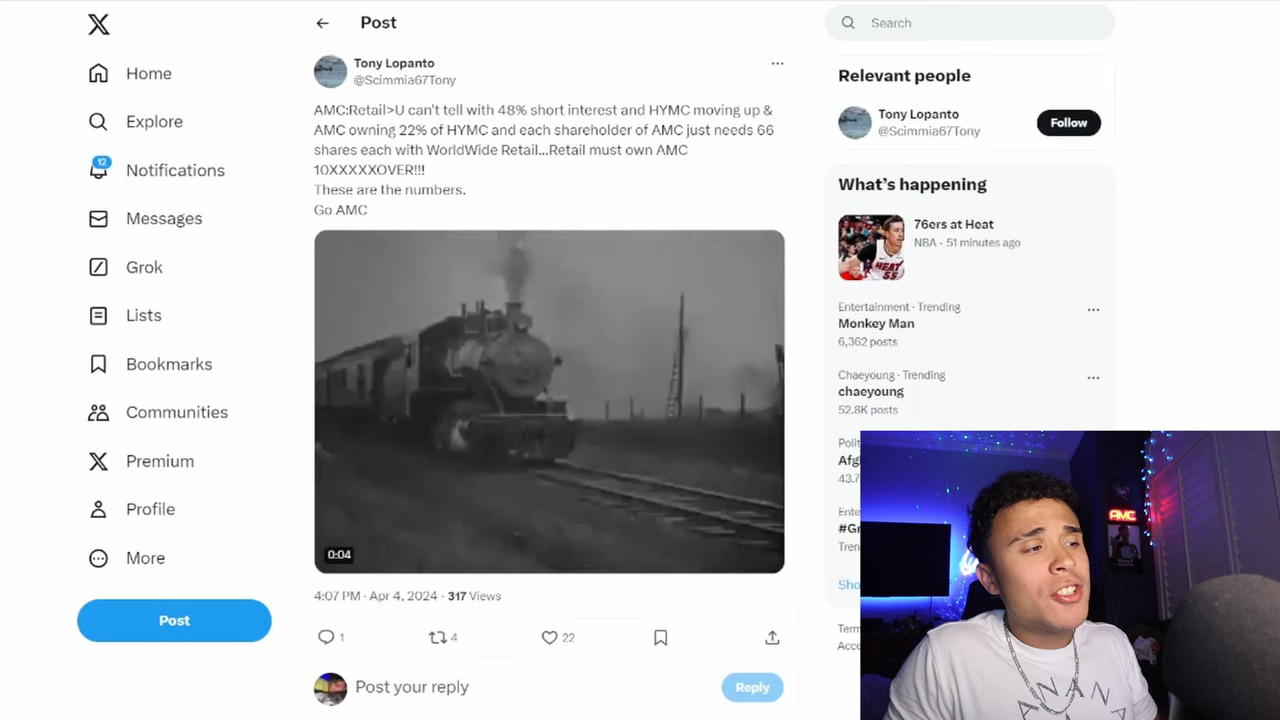 Home
Explore
12
Notifications
Messages
Grok
Lists
Bookmarks
Communities
Premium
Profile
More
Post
Post
Tony Lopanto
@Scimmia67Tony
AMC:Retail>U can't tell with 48% short interest and HYMC moving up &
AMC owning 22% of HYMC and each shareholder of AMC just needs 66
shares each with WorldWide Retail...Retail must own AMC
10XXXXXOVER!!!
These are the numbers.
Go AMC
0:04
4:07 PM · Apr 4, 2024 · 317 Views
1
4
22
Post your reply
Reply
Search
Relevant people
Tony Lopanto
@Scimmia67Tony
Follow
What's happening
76ers at Heat
NBA · 51 minutes ago
HEAT
55
Entertainment · Trending
Monkey Man
6,362 posts
Chaeyoung · Trending
chaeyoung
52.8K posts
AMC